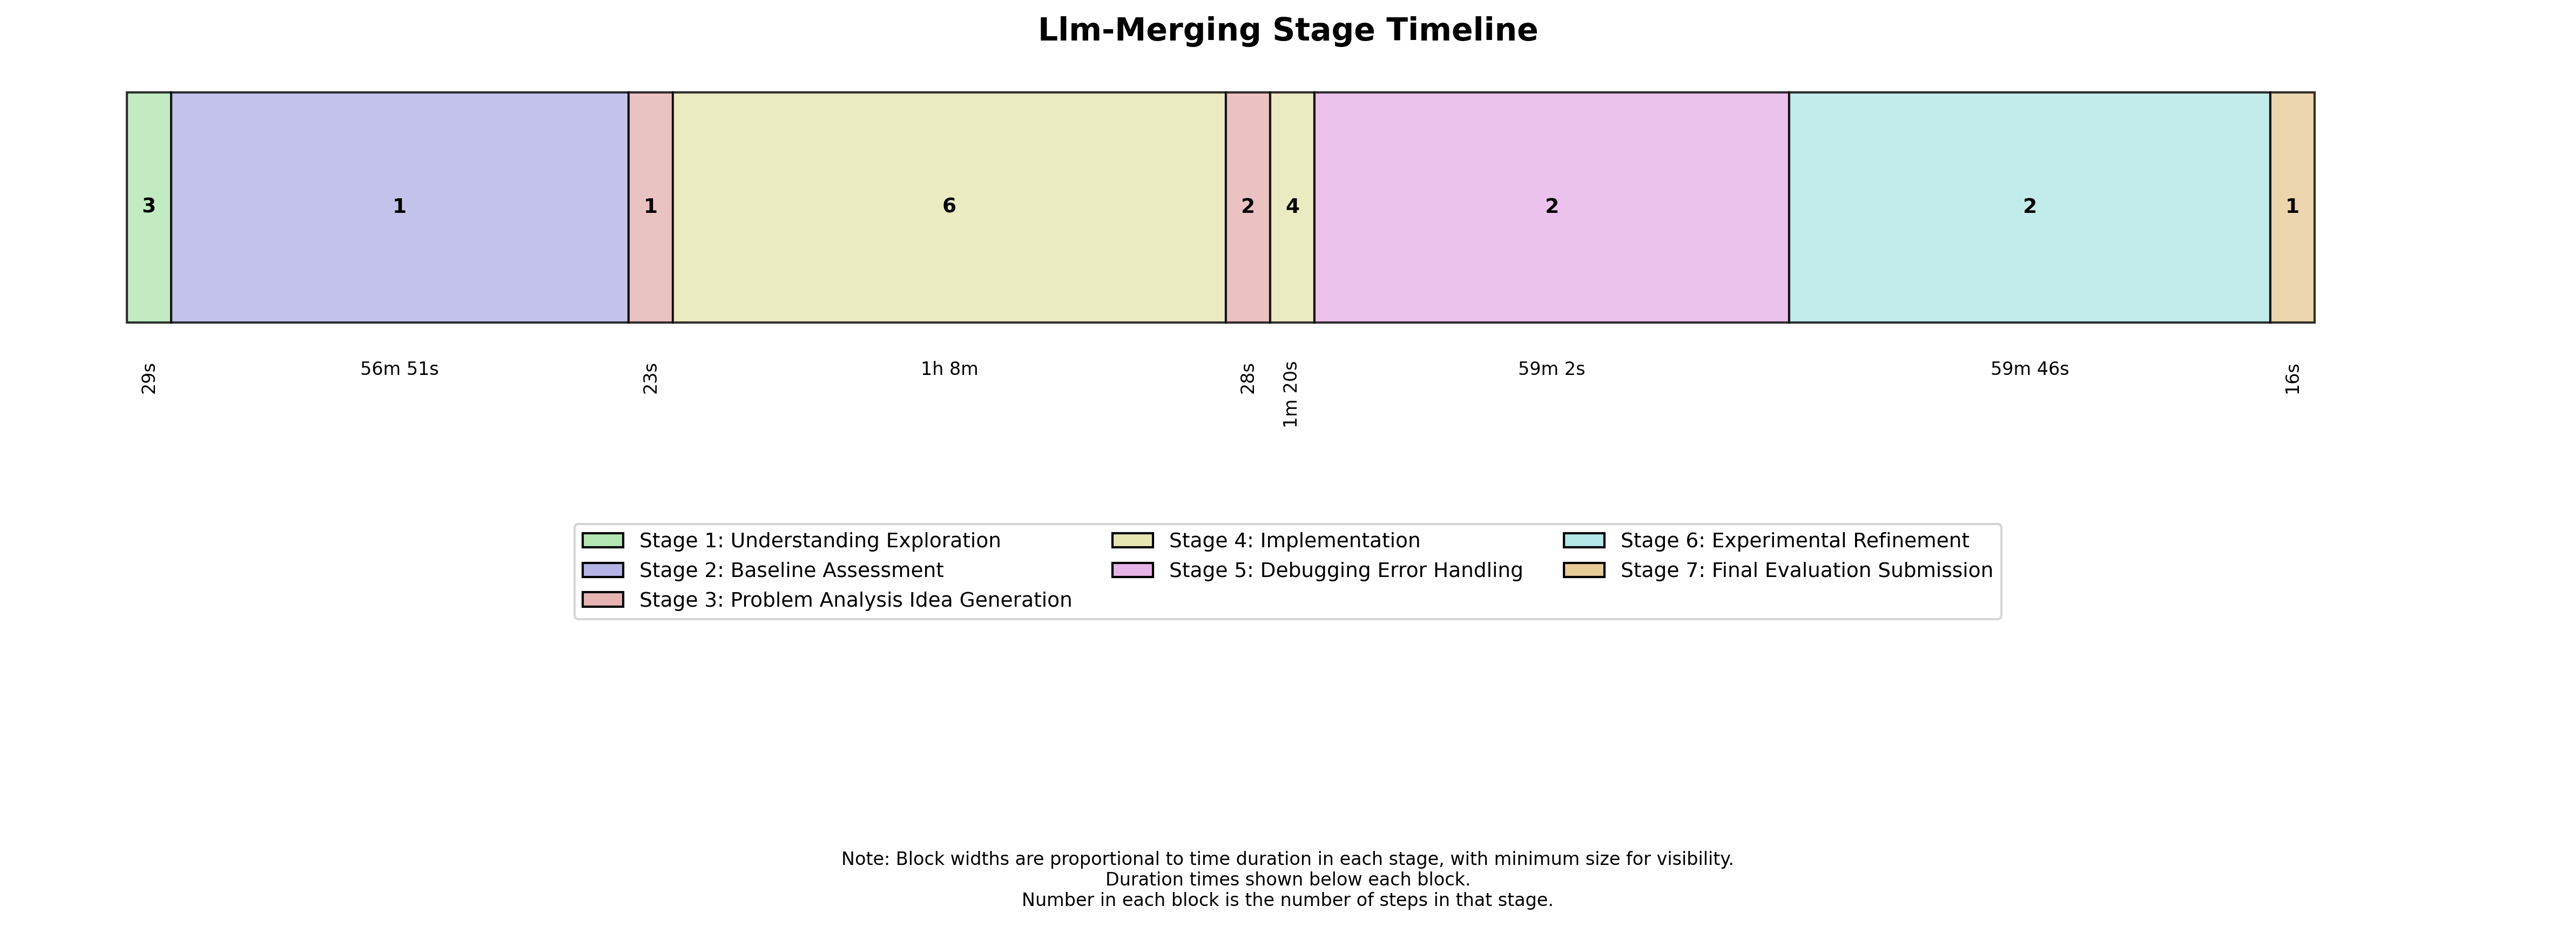 Llm-Merging Stage Timeline
3
1
1
6
2
4
2
2
1
29s
56m 51s
23s
1h 8m
28s
1m 20s
59m 2s
59m 46s
16s
Stage 1: Understanding Exploration
Stage 2: Baseline Assessment
Stage 3: Problem Analysis Idea Generation
Stage 4: Implementation
Stage 5: Debugging Error Handling
Stage 6: Experimental Refinement
Stage 7: Final Evaluation Submission
Note: Block widths are proportional to time duration in each stage, with minimum size for visibility.
Duration times shown below each block.
Number in each block is the number of steps in that stage.